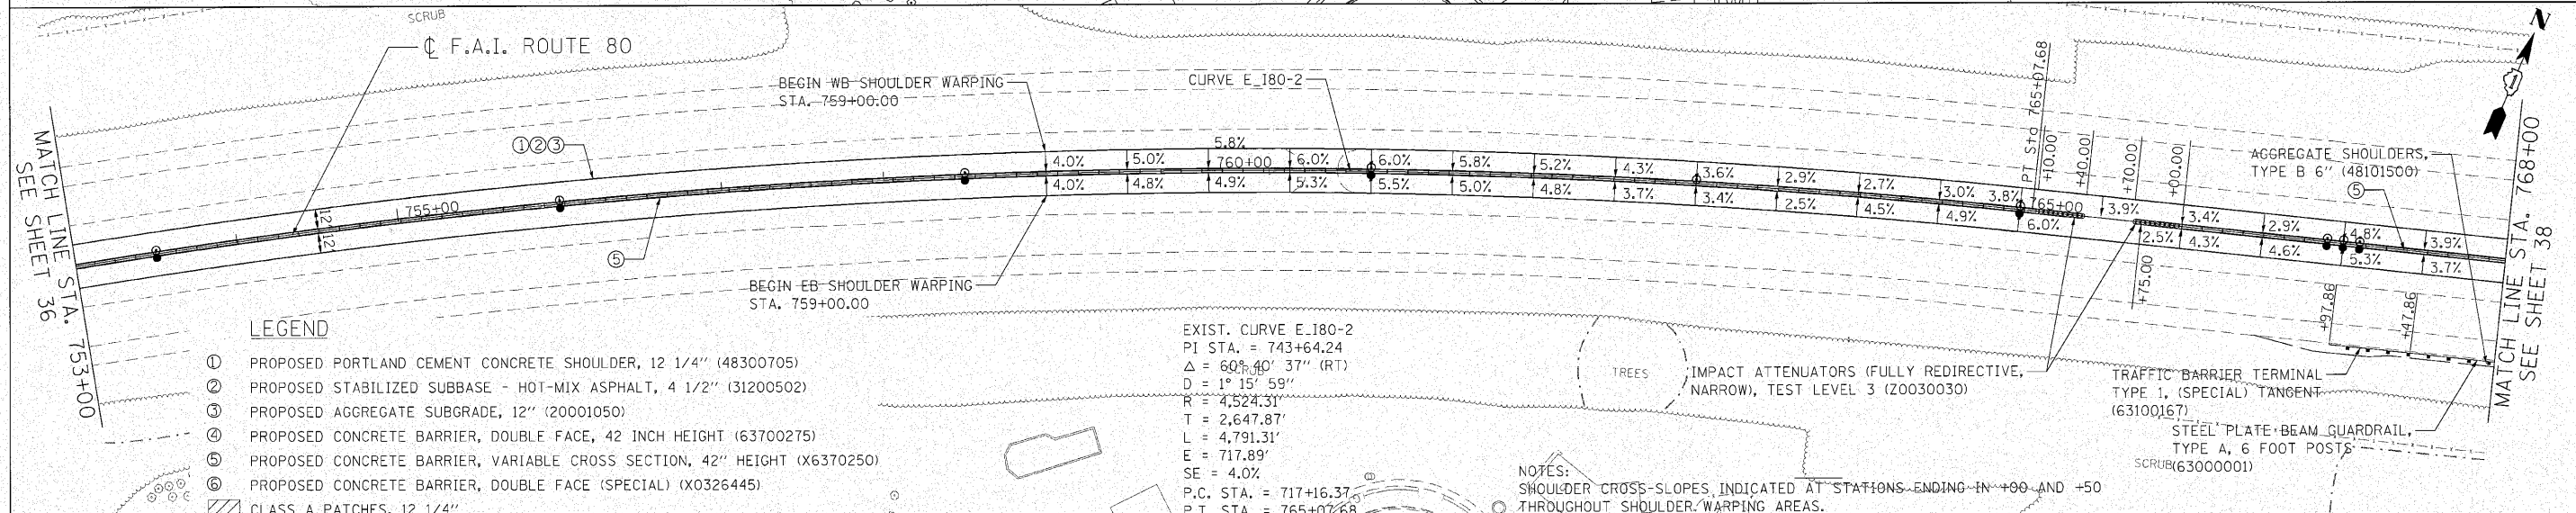 SCRUB
℄ F.A.I. ROUTE 80
N
BEGIN WB SHOULDER WARPING
STA. 759+00.00
CURVE E_I80-2
PT Sta 765+07.68
+10.00
+40.00
+70.00
+00.00
MATCH LINE STA. 753+00
SEE SHEET 36
①②③
AGGREGATE SHOULDERS,
TYPE B 6" (48101500)
⑤
MATCH LINE STA. 768+00
SEE SHEET 38
5.8%
4.0% 5.0% 760+00 6.0% 6.0% 5.8% 5.2% 4.3% 3.6% 2.9% 2.7% 3.0% 3.8% 765+00 3.9% 3.4% 2.9% 4.8% 3.9%
4.0% 4.8% 4.9% 5.3% 5.5% 5.0% 4.8% 3.7% 3.4% 2.5% 4.5% 4.9% 6.0% 2.5% 4.3% 4.6% 5.3% 3.7%
755+00
12'
12'
⑤
+75.00
+97.86
+47.86
BEGIN EB SHOULDER WARPING
STA. 759+00.00
LEGEND
① PROPOSED PORTLAND CEMENT CONCRETE SHOULDER, 12 1/4" (48300705)
② PROPOSED STABILIZED SUBBASE - HOT-MIX ASPHALT, 4 1/2" (31200502)
③ PROPOSED AGGREGATE SUBGRADE, 12" (20001050)
④ PROPOSED CONCRETE BARRIER, DOUBLE FACE, 42 INCH HEIGHT (63700275)
⑤ PROPOSED CONCRETE BARRIER, VARIABLE CROSS SECTION, 42" HEIGHT (X6370250)
⑥ PROPOSED CONCRETE BARRIER, DOUBLE FACE (SPECIAL) (X0326445)
CLASS A PATCHES, 12 1/4"
EXIST. CURVE E_I80-2
PI STA. = 743+64.24
Δ = 60° 40' 37" (RT)
SCRUB
D = 1° 15' 59"
R = 4,524.31'
T = 2,647.87'
L = 4,791.31'
E = 717.89'
SE = 4.0%
P.C. STA. = 717+16.37
P.T. STA. = 765+07.68
TREES
IMPACT ATTENUATORS (FULLY REDIRECTIVE,
NARROW), TEST LEVEL 3 (Z0030030)
TRAFFIC BARRIER TERMINAL
TYPE 1, (SPECIAL) TANGENT
(63100167)
STEEL PLATE BEAM GUARDRAIL,
TYPE A, 6 FOOT POSTS
(63000001)
SCRUB
NOTES:
SHOULDER CROSS-SLOPES INDICATED AT STATIONS ENDING IN +00 AND +50
THROUGHOUT SHOULDER WARPING AREAS.